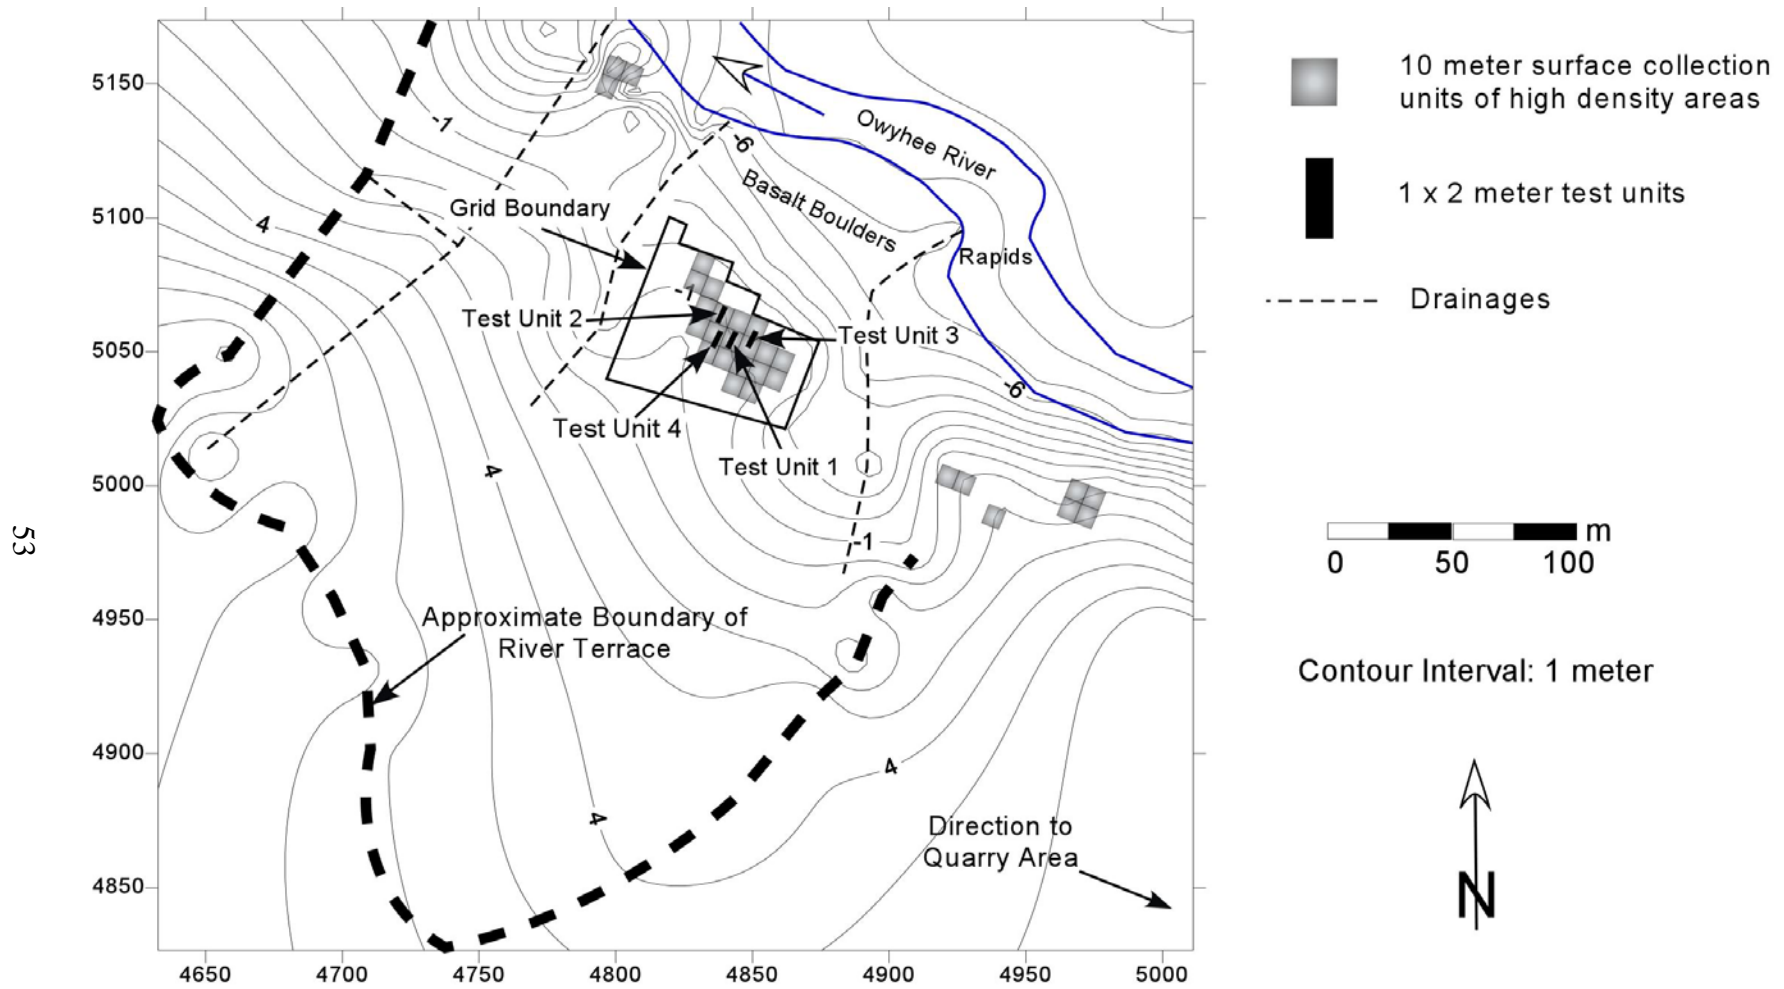 5150
5100
5050
5000
4950
4900
4850
4650
4700
4750
4800
4850
4900
4950
5000
53
-1
4
-6
Owyhee River
Basalt Boulders
Grid Boundary
Rapids
Test Unit 2
Test Unit 3
Test Unit 4
Test Unit 1
-6
4
-1
Approximate Boundary of
River Terrace
4
4
Direction to
Quarry Area
10 meter surface collection
units of high density areas
1 x 2 meter test units
Drainages
m
0
50
100
Contour Interval: 1 meter
N